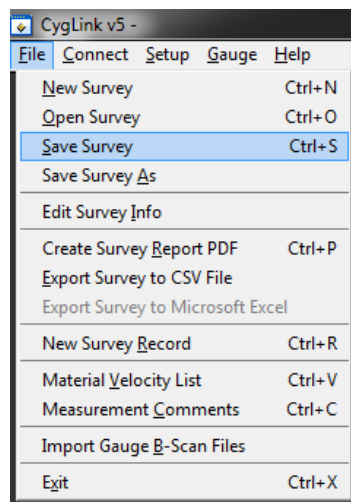 CygLink v5 -
File Connect Setup Gauge Help
New Survey Ctrl+N
Open Survey Ctrl+O
Save Survey Ctrl+S
Save Survey As
Edit Survey Info
Create Survey Report PDF Ctrl+P
Export Survey to CSV File
Export Survey to Microsoft Excel
New Survey Record Ctrl+R
Material Velocity List Ctrl+V
Measurement Comments Ctrl+C
Import Gauge B-Scan Files
Exit Ctrl+X